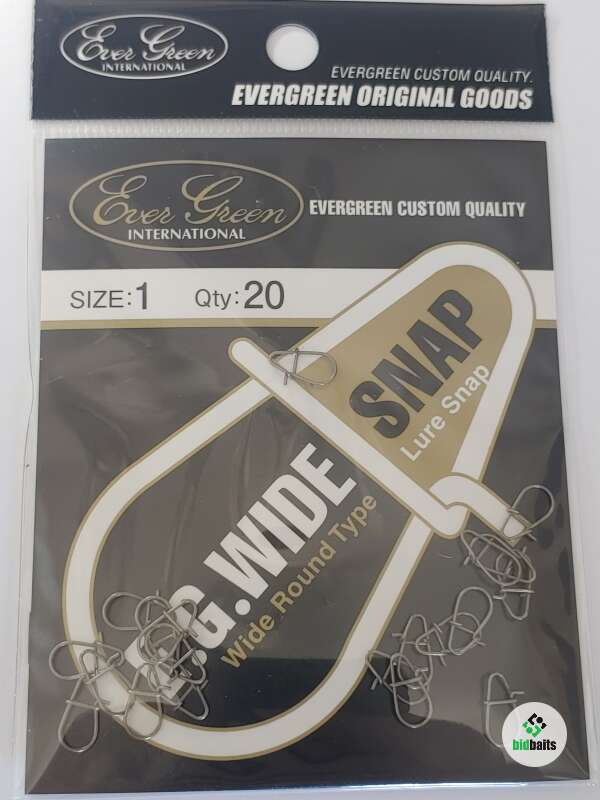 Ever Green
INTERNATIONAL
EVERGREEN CUSTOM QUALITY.
EVERGREEN ORIGINAL GOODS
Ever Green
INTERNATIONAL
EVERGREEN CUSTOM QUALITY
SIZE:1 Qty:20
SNAP
Lure Snap
E.G.WIDE
Wide Round Type
bidbaits